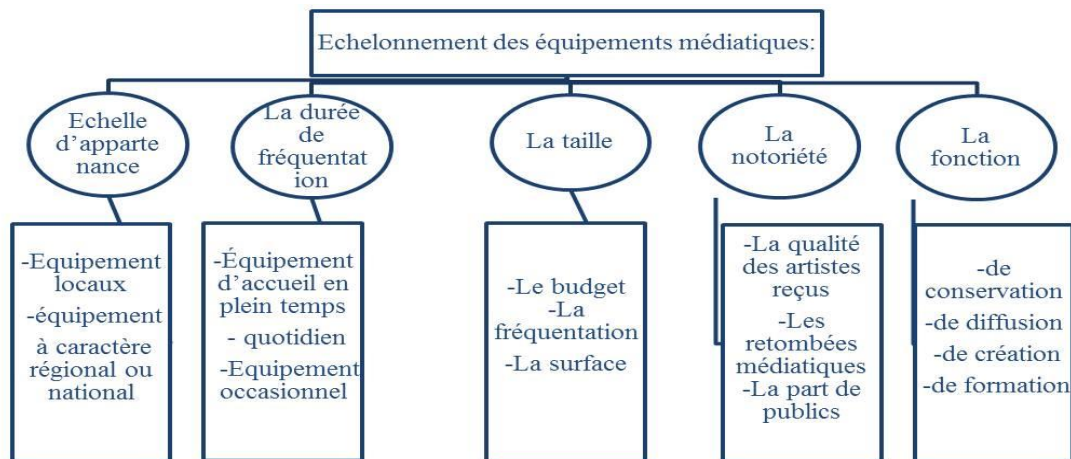 Echelonnement des équipements médiatiques:
Echelle
d’apparte
nance
La
durée de
fréquentat
ion
La taille
La
notoriété
La
fonction
-Equipement
locaux
-équipement
à caractère
régional ou
national
-Équipement
d’accueil en
plein temps
- quotidien
-Equipement
occasionnel
-Le budget
-La
fréquentation
-La surface
-La qualité
des artistes
reçus
-Les
retombées
médiatiques
-La part de
publics
-de
conservation
-de diffusion
-de création
-de formation